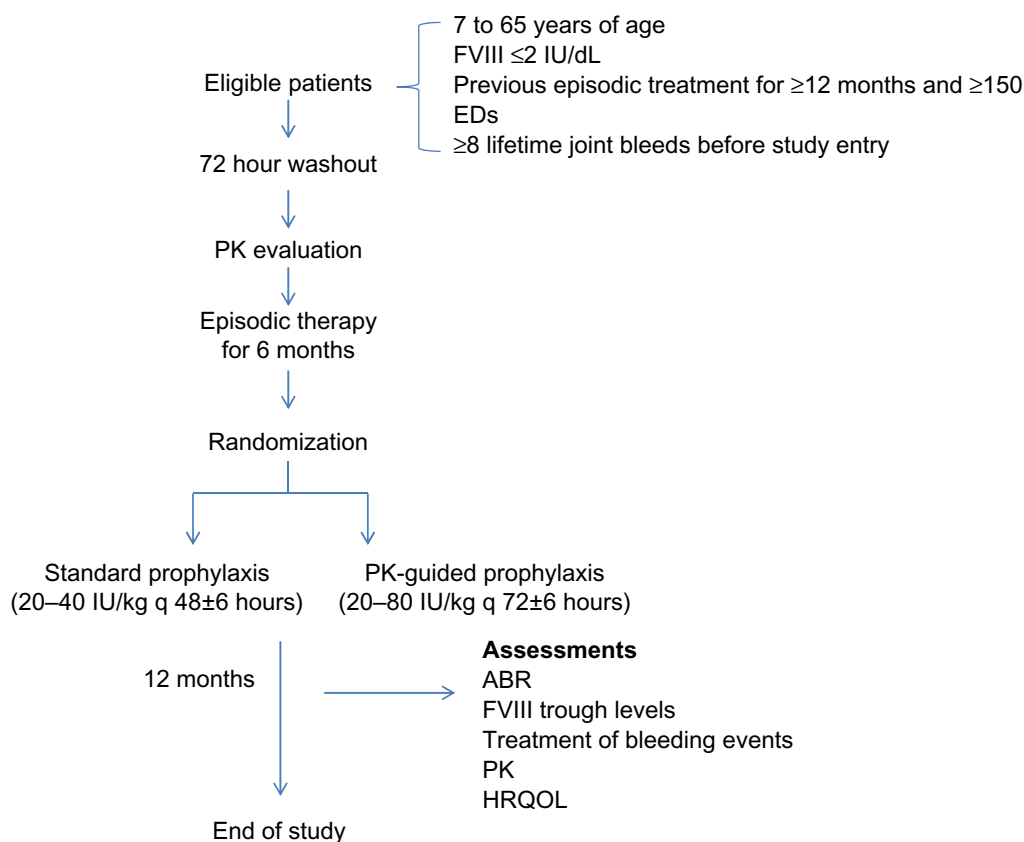 7 to 65 years of age
FVIII ≤2 IU/dL
Previous episodic treatment for ≥12 months and ≥150
EDs
≥8 lifetime joint bleeds before study entry
Eligible patients
72 hour washout
PK evaluation
Episodic therapy
for 6 months
Randomization
Standard prophylaxis
(20–40 IU/kg q 48±6 hours)
PK-guided prophylaxis
(20–80 IU/kg q 72±6 hours)
12 months
Assessments
ABR
FVIII trough levels
Treatment of bleeding events
PK
HRQOL
End of study